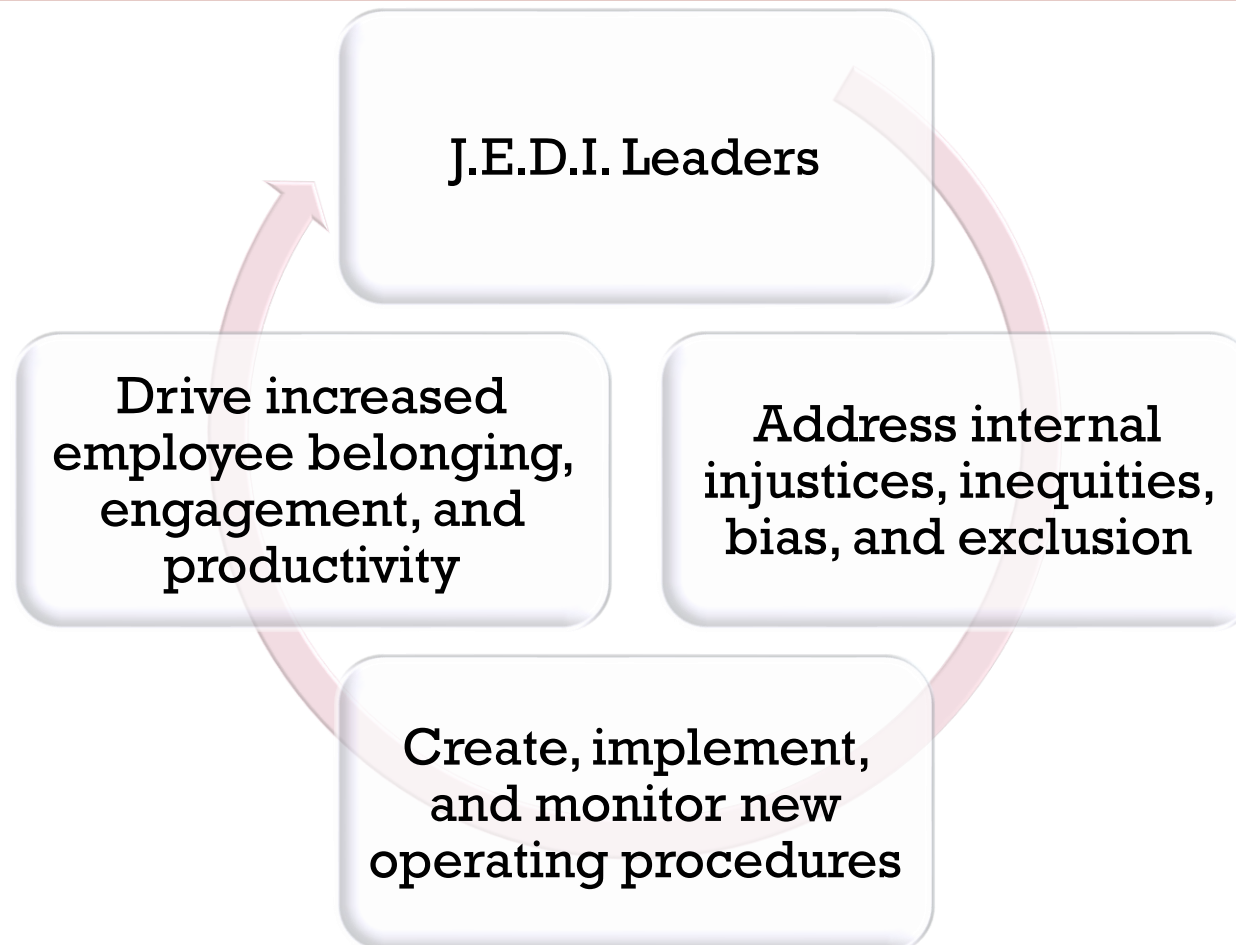 J.E.D.I. Leaders
Address internal
injustices, inequities,
bias, and exclusion
Create, implement,
and monitor new
operating procedures
Drive increased
employee belonging,
engagement, and
productivity